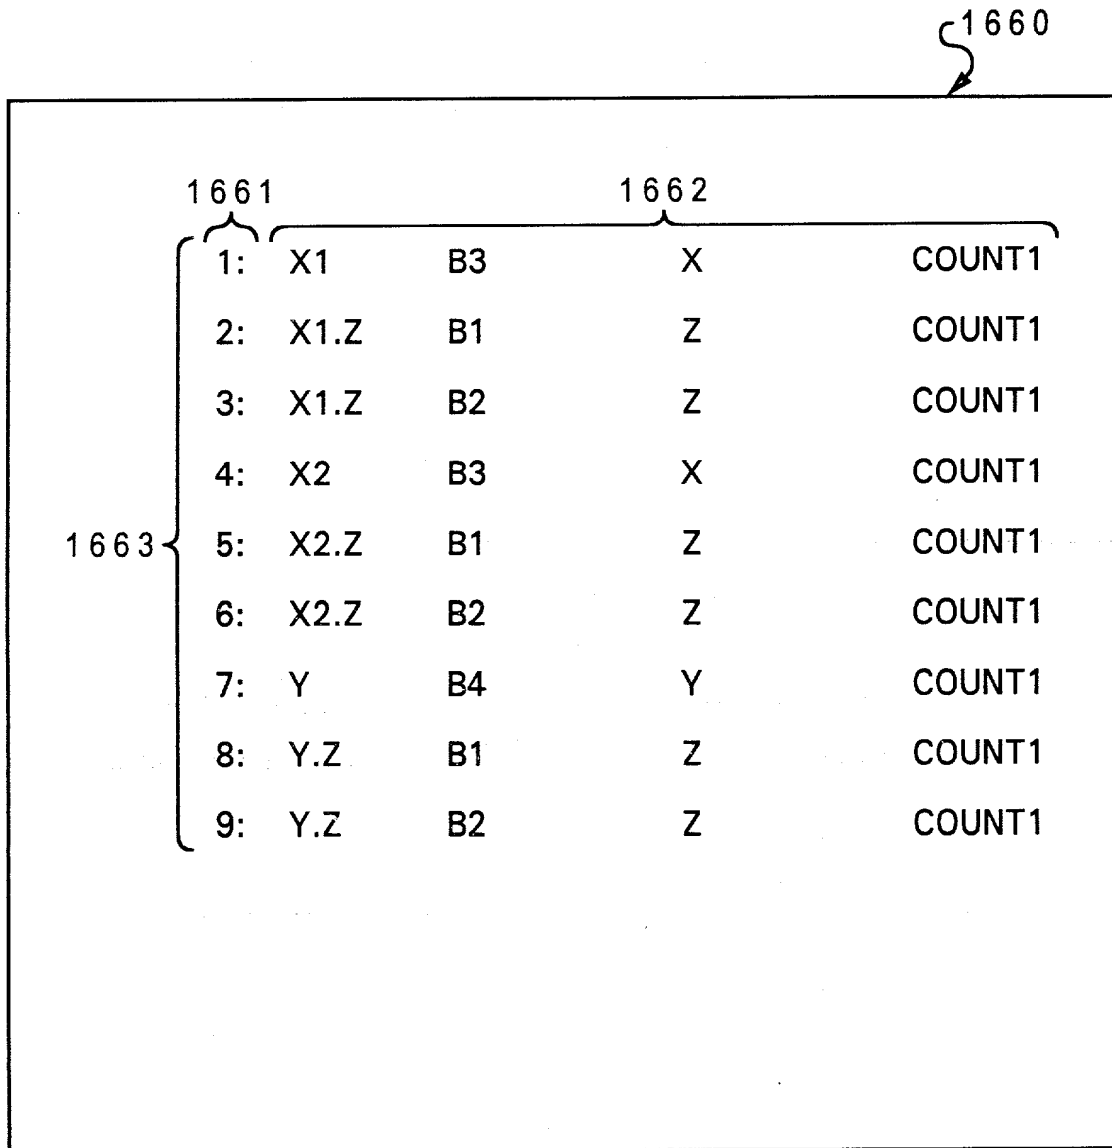 1660
1661 1662
1: X1 B3 X COUNT1
2: X1.Z B1 Z COUNT1
3: X1.Z B2 Z COUNT1
4: X2 B3 X COUNT1
1663 5: X2.Z B1 Z COUNT1
6: X2.Z B2 Z COUNT1
7: Y B4 Y COUNT1
8: Y.Z B1 Z COUNT1
9: Y.Z B2 Z COUNT1